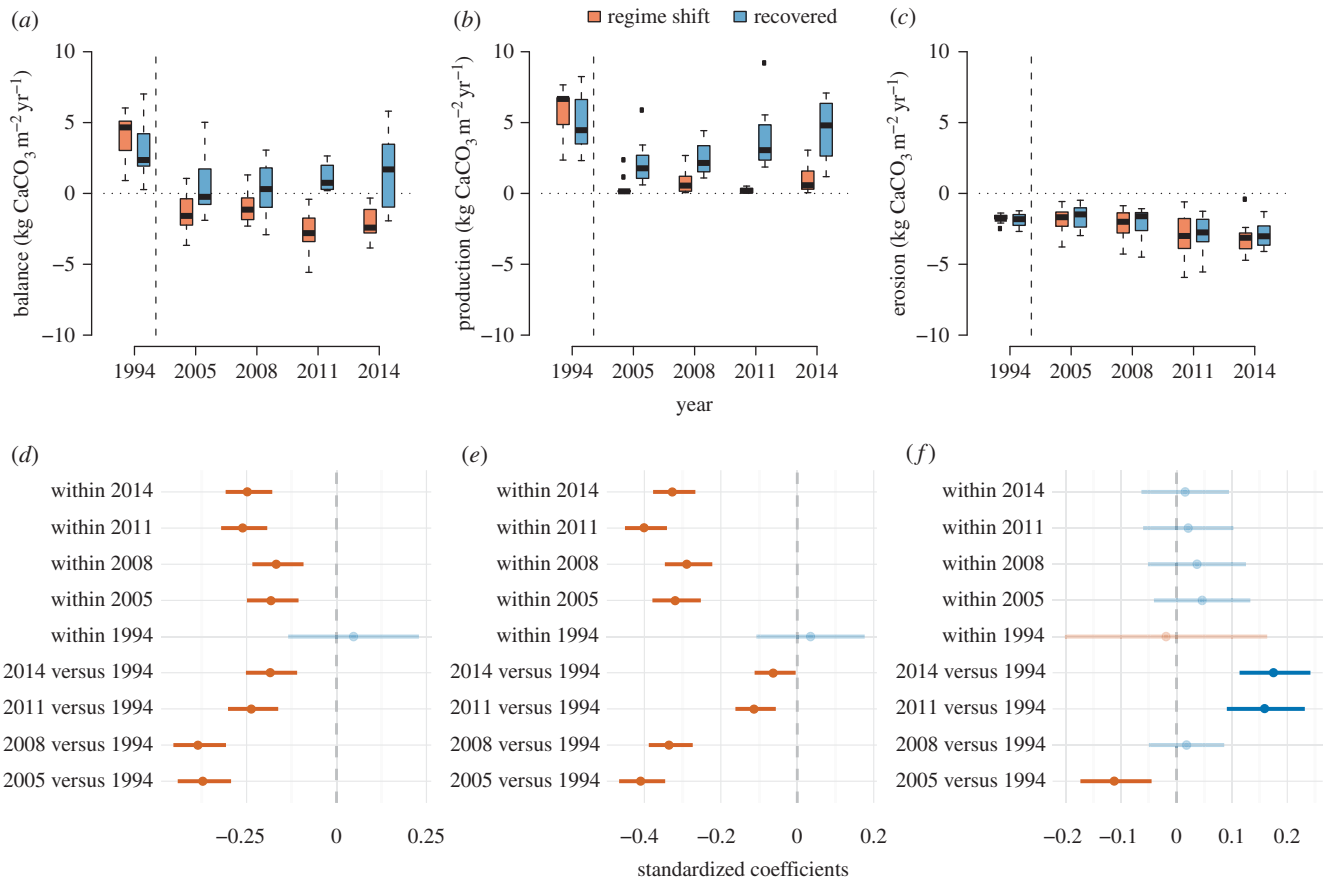 (a) (b) regime shift recovered (c)
balance (kg CaCO3 m−2 yr−1)
10
5
0
−5
−10
1994 2005 2008 2011 2014
production (kg CaCO3 m−2 yr−1)
10
5
0
−5
−10
1994 2005 2008 2011 2014
year
erosion (kg CaCO3 m−2 yr−1)
10
5
0
−5
−10
1994 2005 2008 2011 2014
(d)
within 2014
within 2011
within 2008
within 2005
within 1994
2014 versus 1994
2011 versus 1994
2008 versus 1994
2005 versus 1994
−0.25 0 0.25
(e)
within 2014
within 2011
within 2008
within 2005
within 1994
2014 versus 1994
2011 versus 1994
2008 versus 1994
2005 versus 1994
−0.4 −0.2 0 0.2
standardized coefficients
(f)
within 2014
within 2011
within 2008
within 2005
within 1994
2014 versus 1994
2011 versus 1994
2008 versus 1994
2005 versus 1994
−0.2 −0.1 0 0.1 0.2